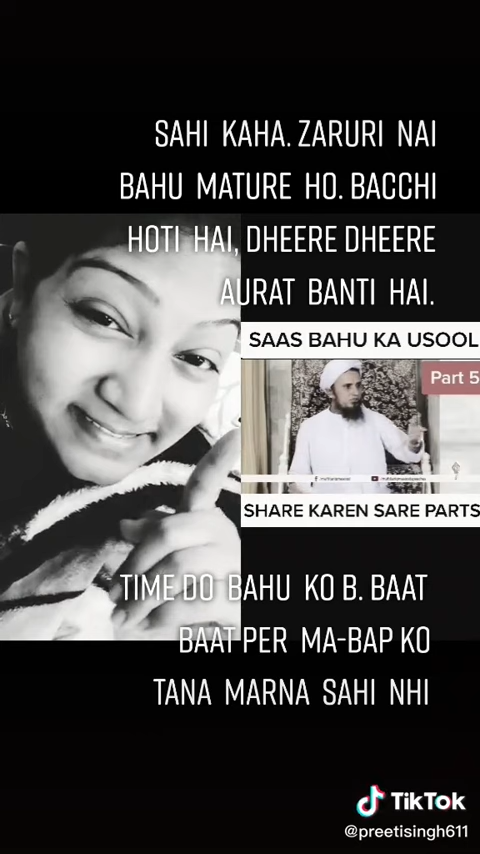 SAHI KAHA. ZARURI NAI
BAHU MATURE HO. BACCHI
HOTI HAI, DHEERE DHEERE
AURAT BANTI HAI.
SAAS BAHU KA USOOL
Part 5
SHARE KAREN SARE PARTS
TIME DO BAHU KO B. BAAT
BAAT PER MA-BAP KO
TANA MARNA SAHI NHI
TikTok
@preetisingh611